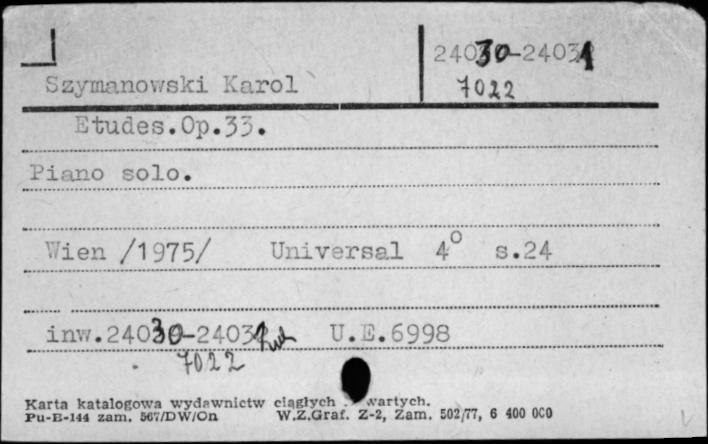 24030-24031
Szymanowski Karol
7022
Etudes.Op.33.
Piano solo.
Wien /1975/ Universal 4° s.24
inw.24030-24031 U.E.6998
7022
Karta katalogowa wydawnictw ciągłych wartych.
Pu-E-144 zam. 567/DW/On W.Z.Graf. Z-2, Zam. 502/77, 6 400 000